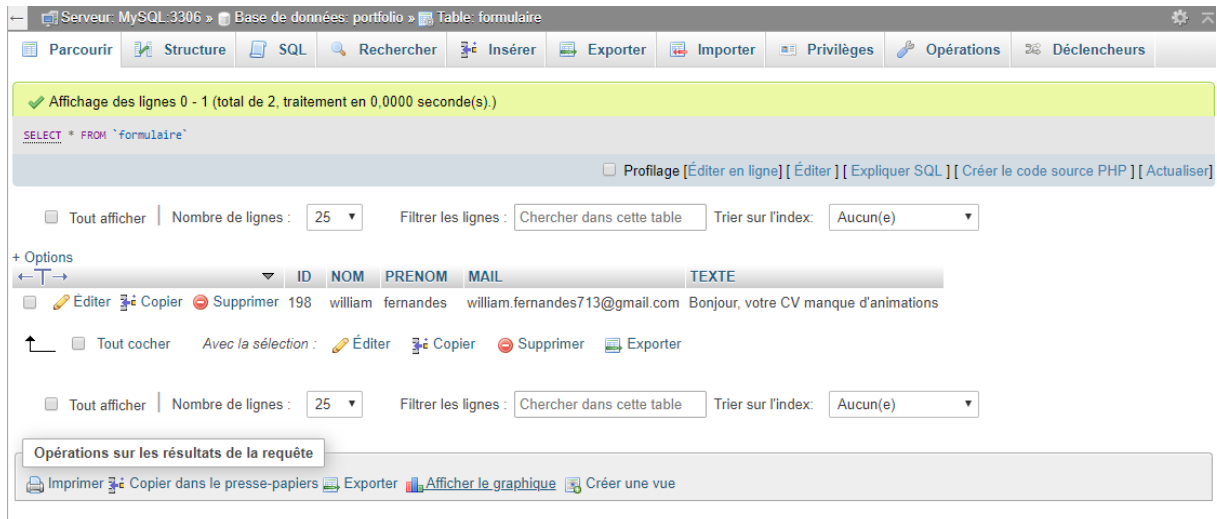 Serveur: MySQL:3306 » Base de données: portfolio » Table: formulaire
Parcourir Structure SQL Rechercher Insérer Exporter Importer Privilèges Opérations Déclencheurs
Affichage des lignes 0 - 1 (total de 2, traitement en 0,0000 seconde(s).)
SELECT * FROM `formulaire`
Profilage [Éditer en ligne] [ Éditer ] [ Expliquer SQL ] [ Créer le code source PHP ] [ Actualiser]
Tout afficher Nombre de lignes : 25 Filtrer les lignes : Chercher dans cette table Trier sur l'index: Aucun(e)
+ Options
ID NOM PRENOM MAIL TEXTE
Éditer Copier Supprimer 198 william fernandes william.fernandes713@gmail.com Bonjour, votre CV manque d'animations
Tout cocher Avec la sélection : Éditer Copier Supprimer Exporter
Tout afficher Nombre de lignes : 25 Filtrer les lignes : Chercher dans cette table Trier sur l'index: Aucun(e)
Opérations sur les résultats de la requête
Imprimer Copier dans le presse-papiers Exporter Afficher le graphique Créer une vue